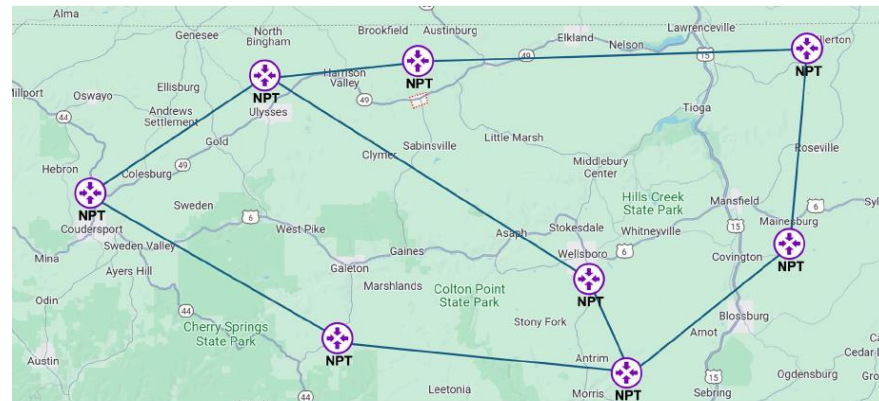 Alma
North
Bingham
Genesee
Brookfield
Austinburg
Elkland
Nelson
Lawrenceville
15
NPT
NPT
NPT
Harrison
Valley
49
49
Ellisburg
Oswayo
Millport
44
Andrews
Settlement
Ulysses
Tioga
Little Marsh
Gold
Clymer
Sabinsville
Roseville
Middlebury
Center
Hebron
Colesburg
49
Hills Creek
State Park
Mansfield
6
NPT
Sweden
6
Mainesburg
Coudersport
West Pike
Asaph
Stokesdale
Whitneyville
15
Sweden Valley
Gaines
Wellsboro
6
Covington
NPT
Mina
Ayers Hill
Galeton
Marshlands
Colton Point
State Park
NPT
Odin
44
Stony Fork
Blossburg
Cherry Springs
State Park
Arnot
NPT
Austin
Antrim
44
Leetonia
Morris
NPT
15
Sebring
Ogdensburg